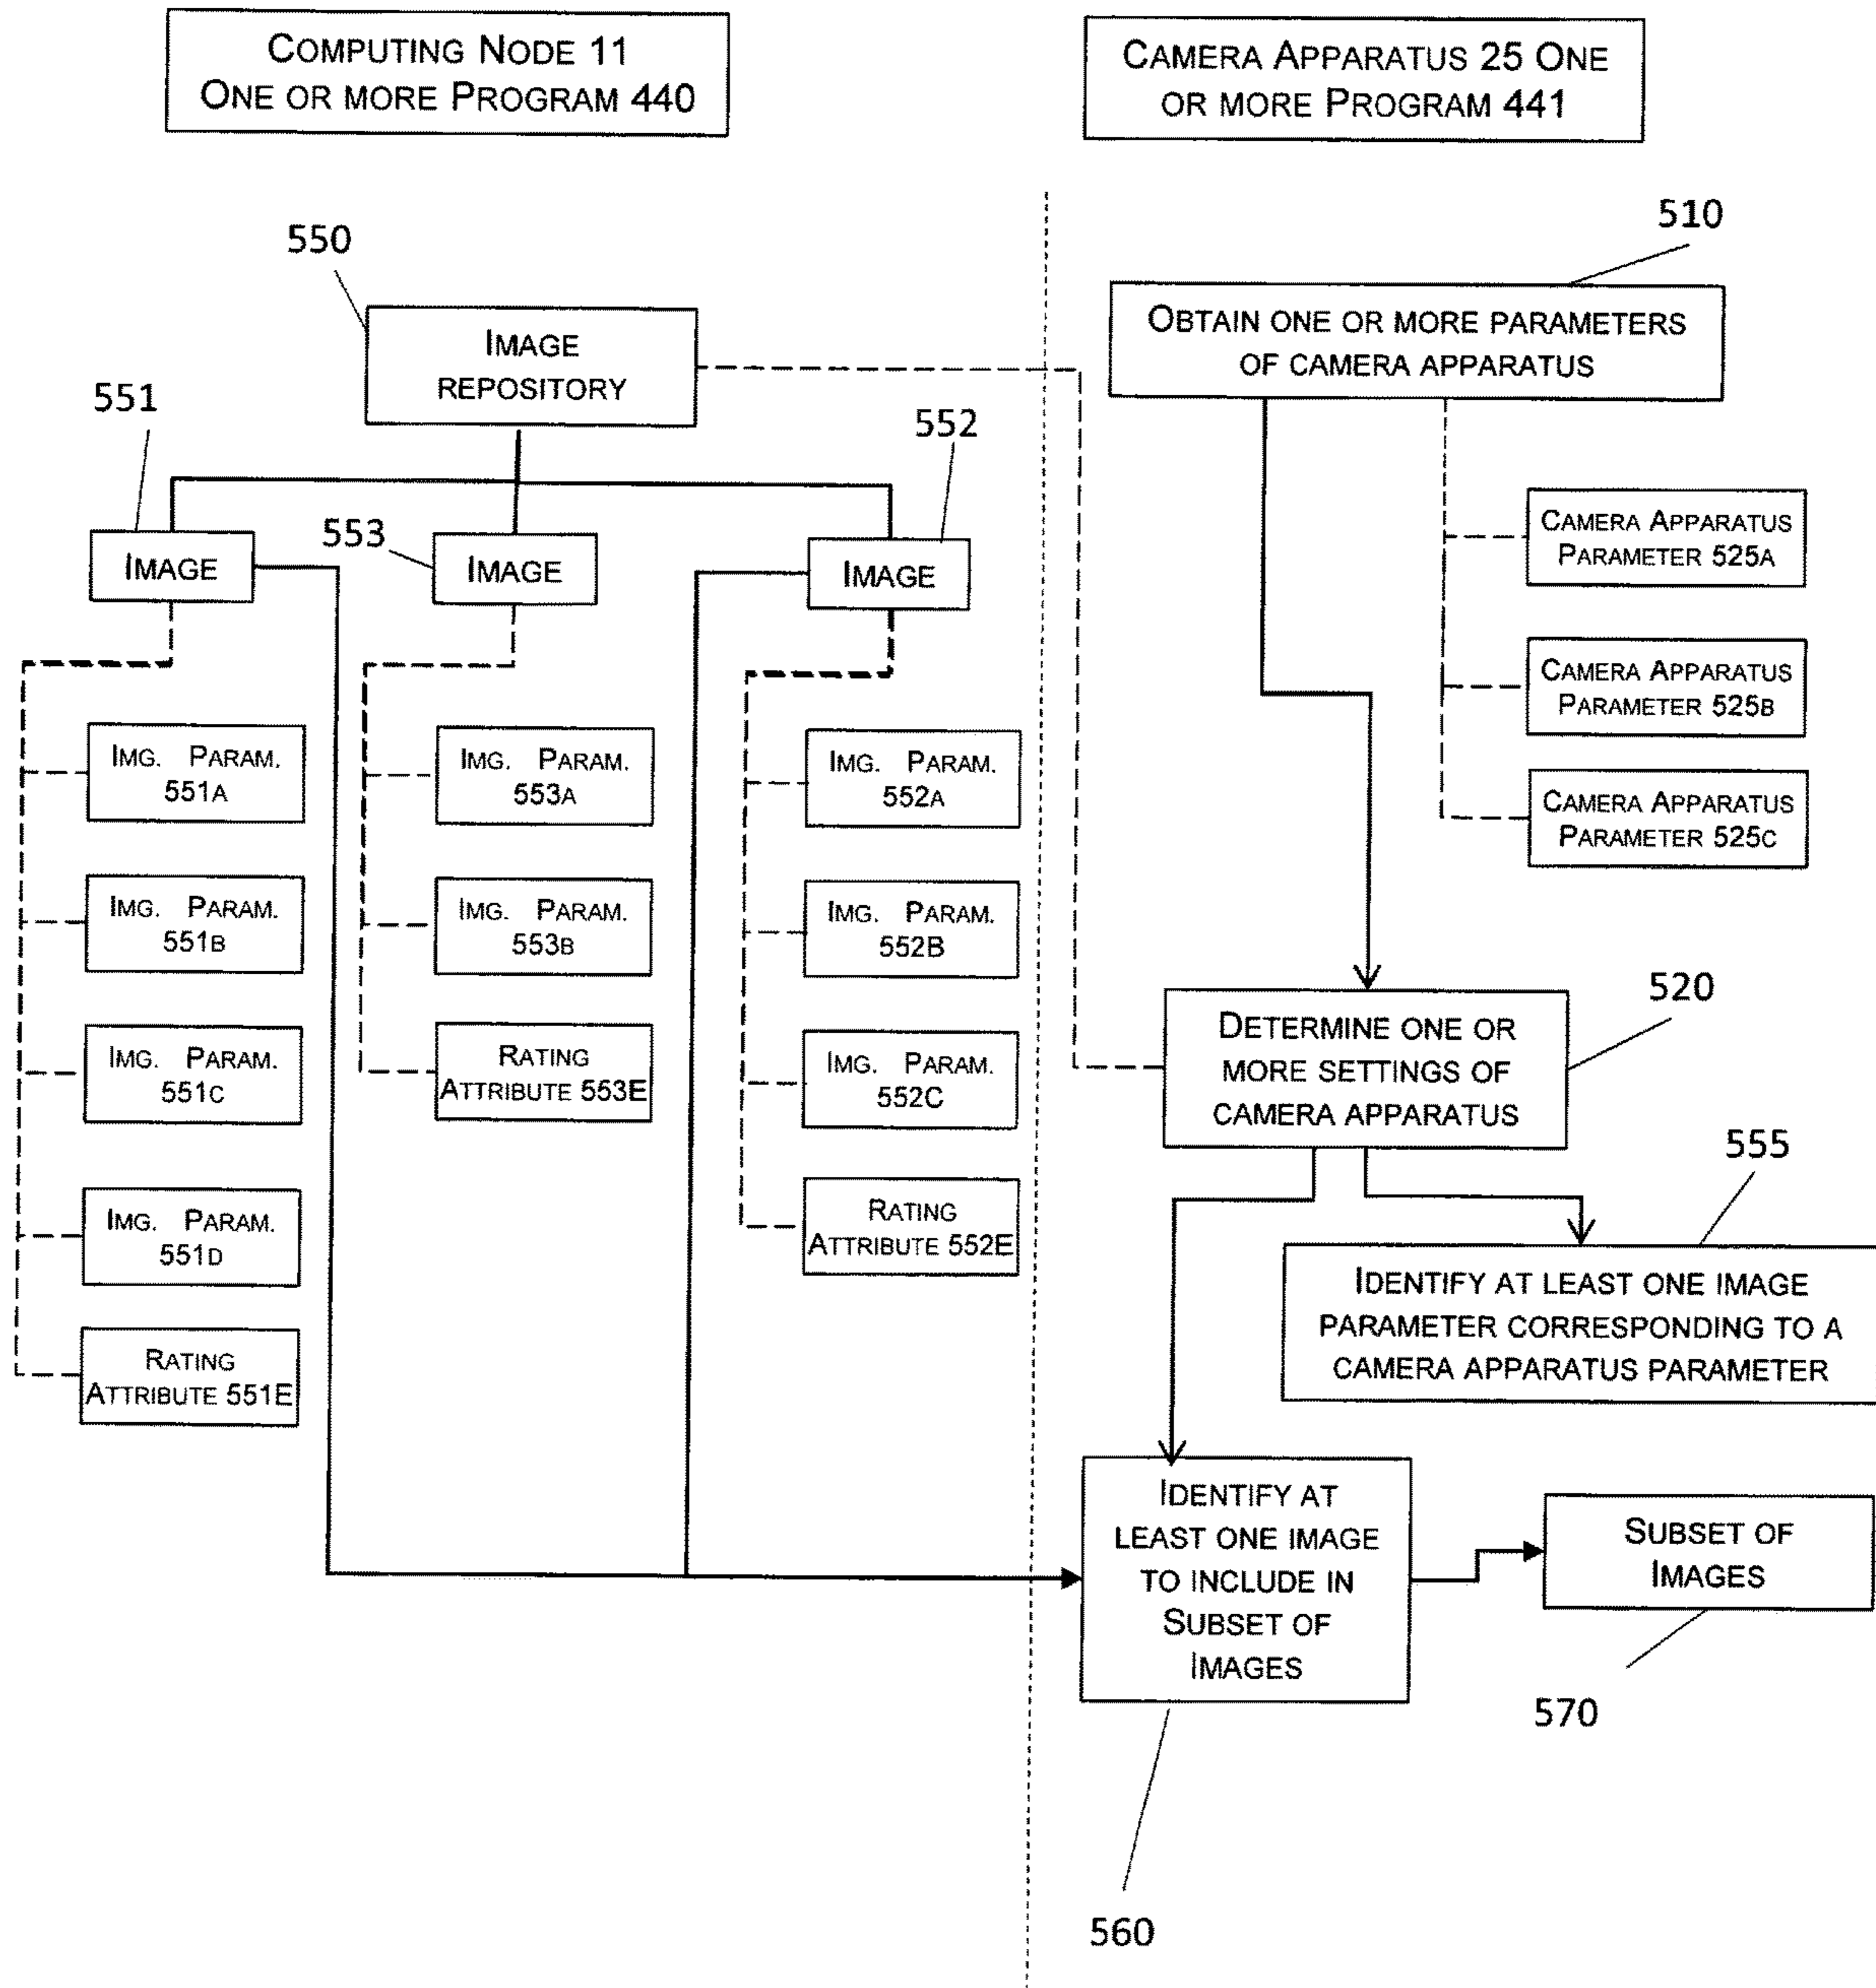 COMPUTING NODE 11
ONE OR MORE PROGRAM 440
CAMERA APPARATUS 25 ONE
OR MORE PROGRAM 441
550
IMAGE
REPOSITORY
551
IMAGE
553
IMAGE
552
IMAGE
IMG. PARAM.
551A
IMG. PARAM.
551B
IMG. PARAM.
551C
IMG. PARAM.
551D
RATING
ATTRIBUTE 551E
IMG. PARAM.
553A
IMG. PARAM.
553B
RATING
ATTRIBUTE 553E
IMG. PARAM.
552A
IMG. PARAM.
552B
IMG. PARAM.
552C
RATING
ATTRIBUTE 552E
510
OBTAIN ONE OR MORE PARAMETERS
OF CAMERA APPARATUS
CAMERA APPARATUS
PARAMETER 525A
CAMERA APPARATUS
PARAMETER 525B
CAMERA APPARATUS
PARAMETER 525C
520
DETERMINE ONE OR
MORE SETTINGS OF
CAMERA APPARATUS
555
IDENTIFY AT LEAST ONE IMAGE
PARAMETER CORRESPONDING TO A
CAMERA APPARATUS PARAMETER
IDENTIFY AT
LEAST ONE IMAGE
TO INCLUDE IN
SUBSET OF
IMAGES
SUBSET OF
IMAGES
570
560